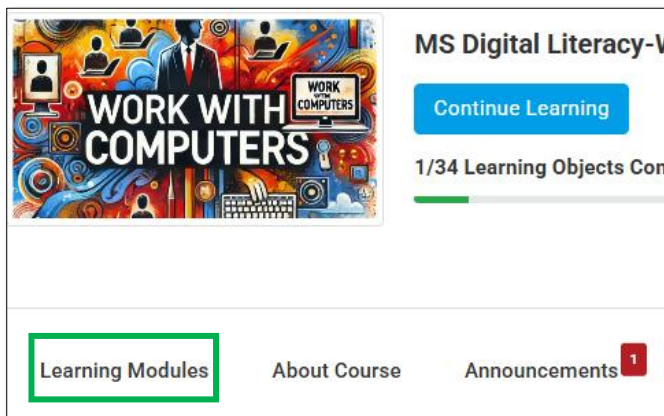 WORK WITH
COMPUTERS
WORK
WITH
COMPUTERS
MS Digital Literacy-
Continue Learning
1/34 Learning Objects
Learning Modules
About Course
Announcements
1